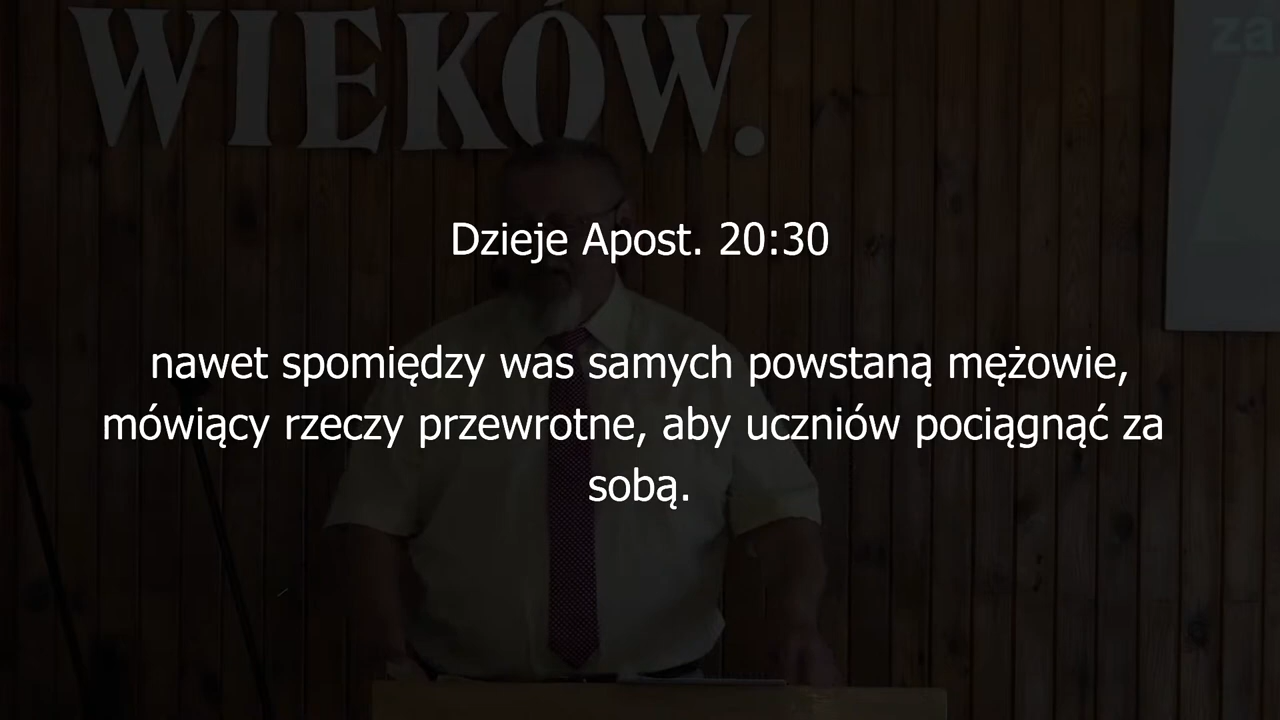 WIEKÓW.
za
Dzieje Apost. 20:30
nawet spomiędzy was samych powstaną mężowie,
mówiący rzeczy przewrotne, aby uczniów pociągnąć za
sobą.